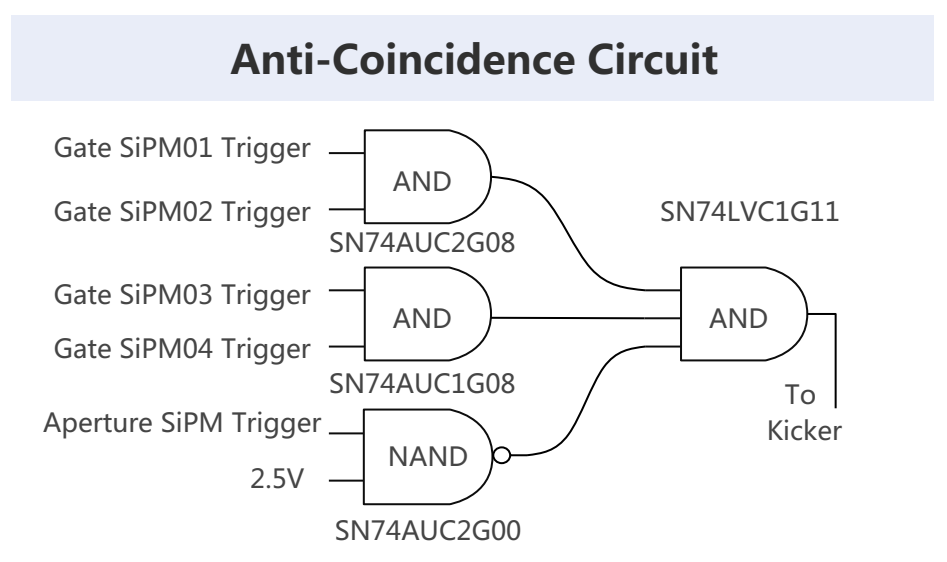 Anti-Coincidence Circuit
Gate SiPM01 Trigger
AND
Gate SiPM02 Trigger
SN74AUC2G08
SN74LVC1G11
Gate SiPM03 Trigger
AND
Gate SiPM04 Trigger
SN74AUC1G08
AND
To
Kicker
Aperture SiPM Trigger
NAND
2.5V
SN74AUC2G00